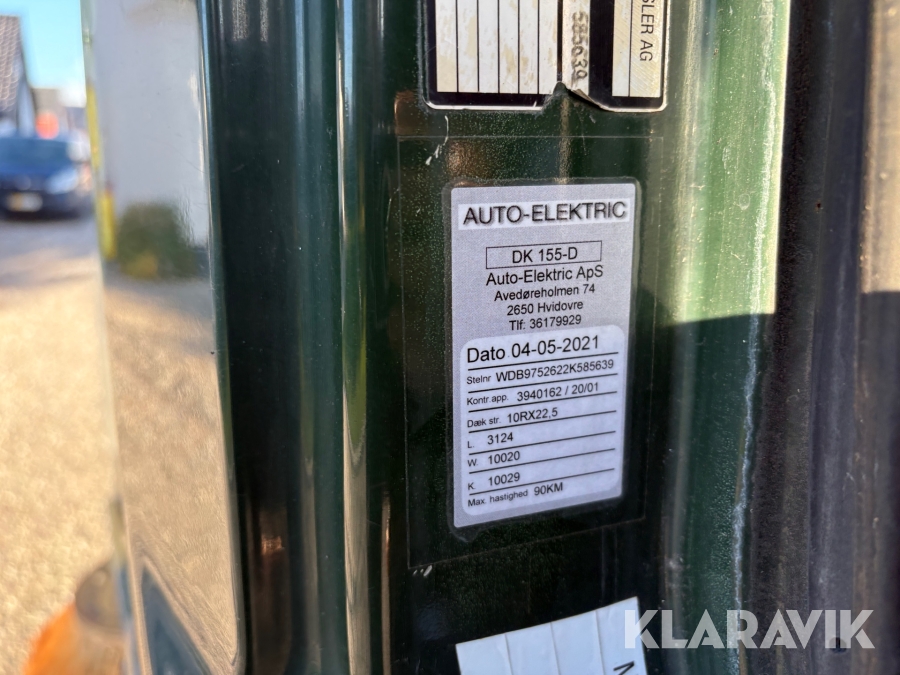 585639
SLER AG
AUTO-ELEKTRIC
DK 155-D
Auto-Elektric ApS
Avedøreholmen 74
2650 Hvidovre
Tlf: 36179929
Dato 04-05-2021
Stelnr WDB9752622K585639
Kontr.app. 3940162 / 20/01
Dæk str. 10RX22,5
L. 3124
W. 10020
K 10029
Max. hastighed 90KM
KLARAVIK